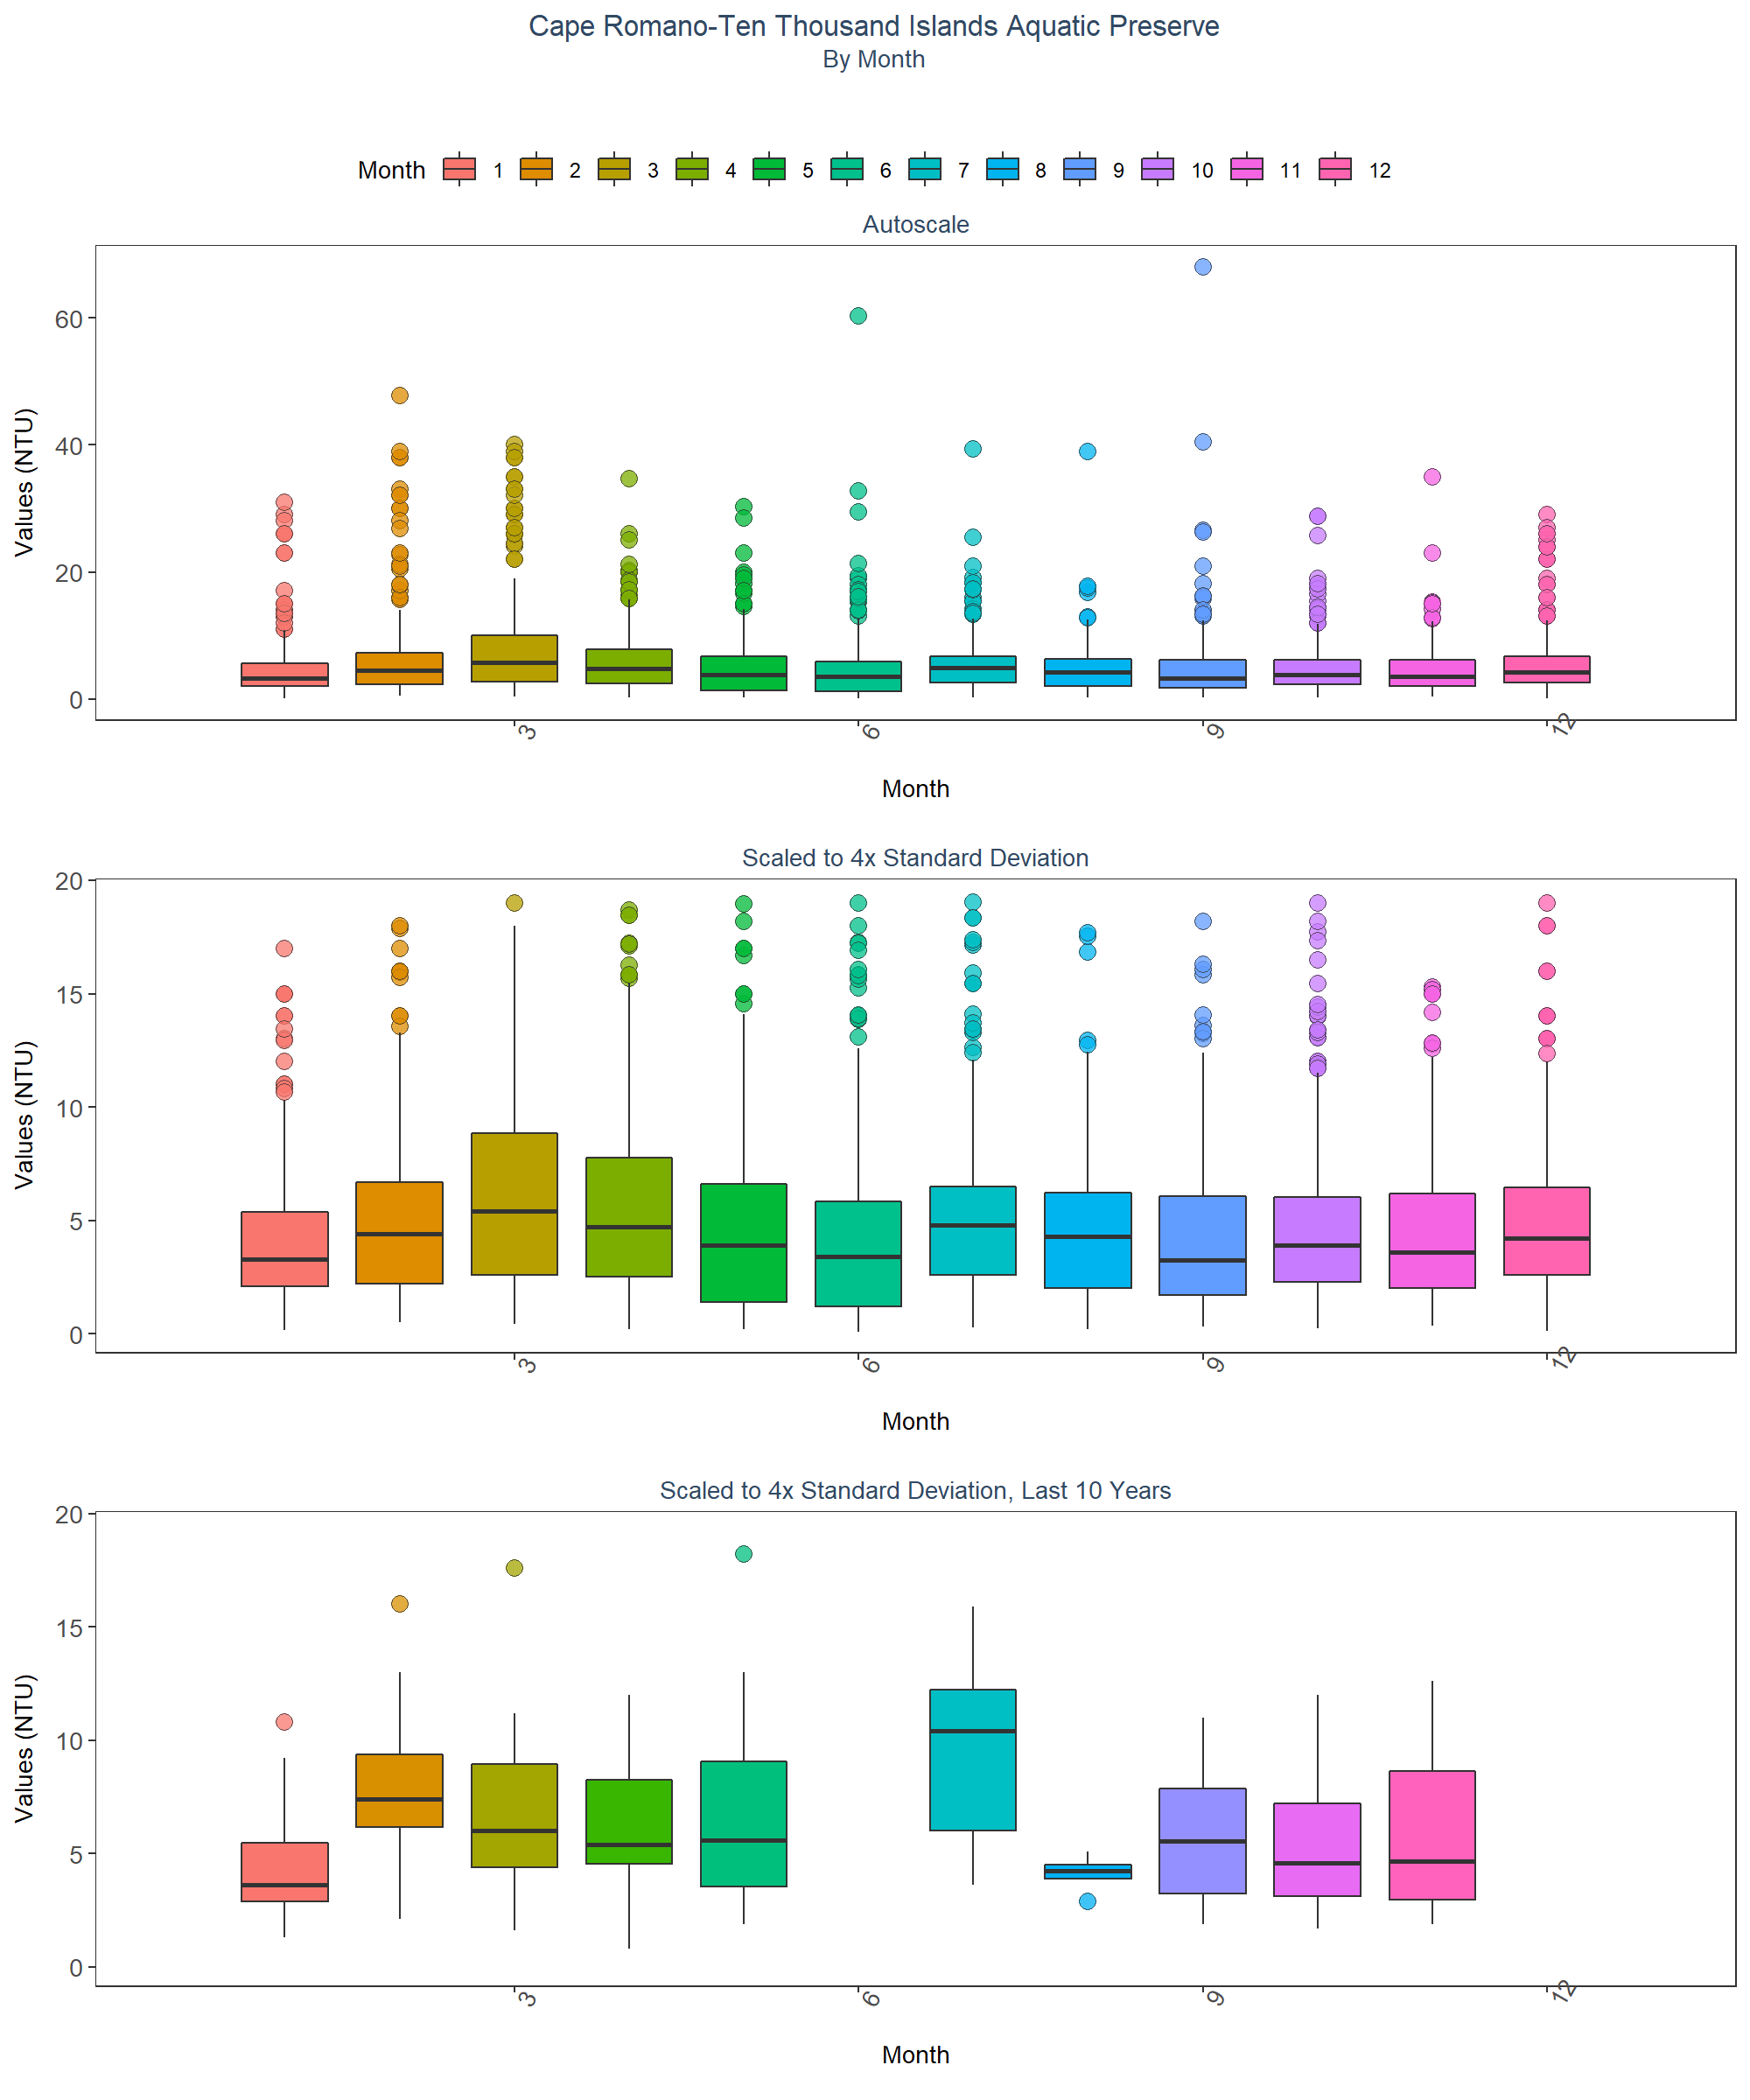 Cape Romano-Ten Thousand Islands Aquatic Preserve
By Month
Month 1 2 3 4 5 6 7 8 9 10 11 12
Autoscale
Values (NTU)
60
40
20
0
3 6 9 12
Month
Scaled to 4x Standard Deviation
Values (NTU)
20
15
10
5
0
3 6 9 12
Month
Scaled to 4x Standard Deviation, Last 10 Years
Values (NTU)
20
15
10
5
0
3 6 9 12
Month